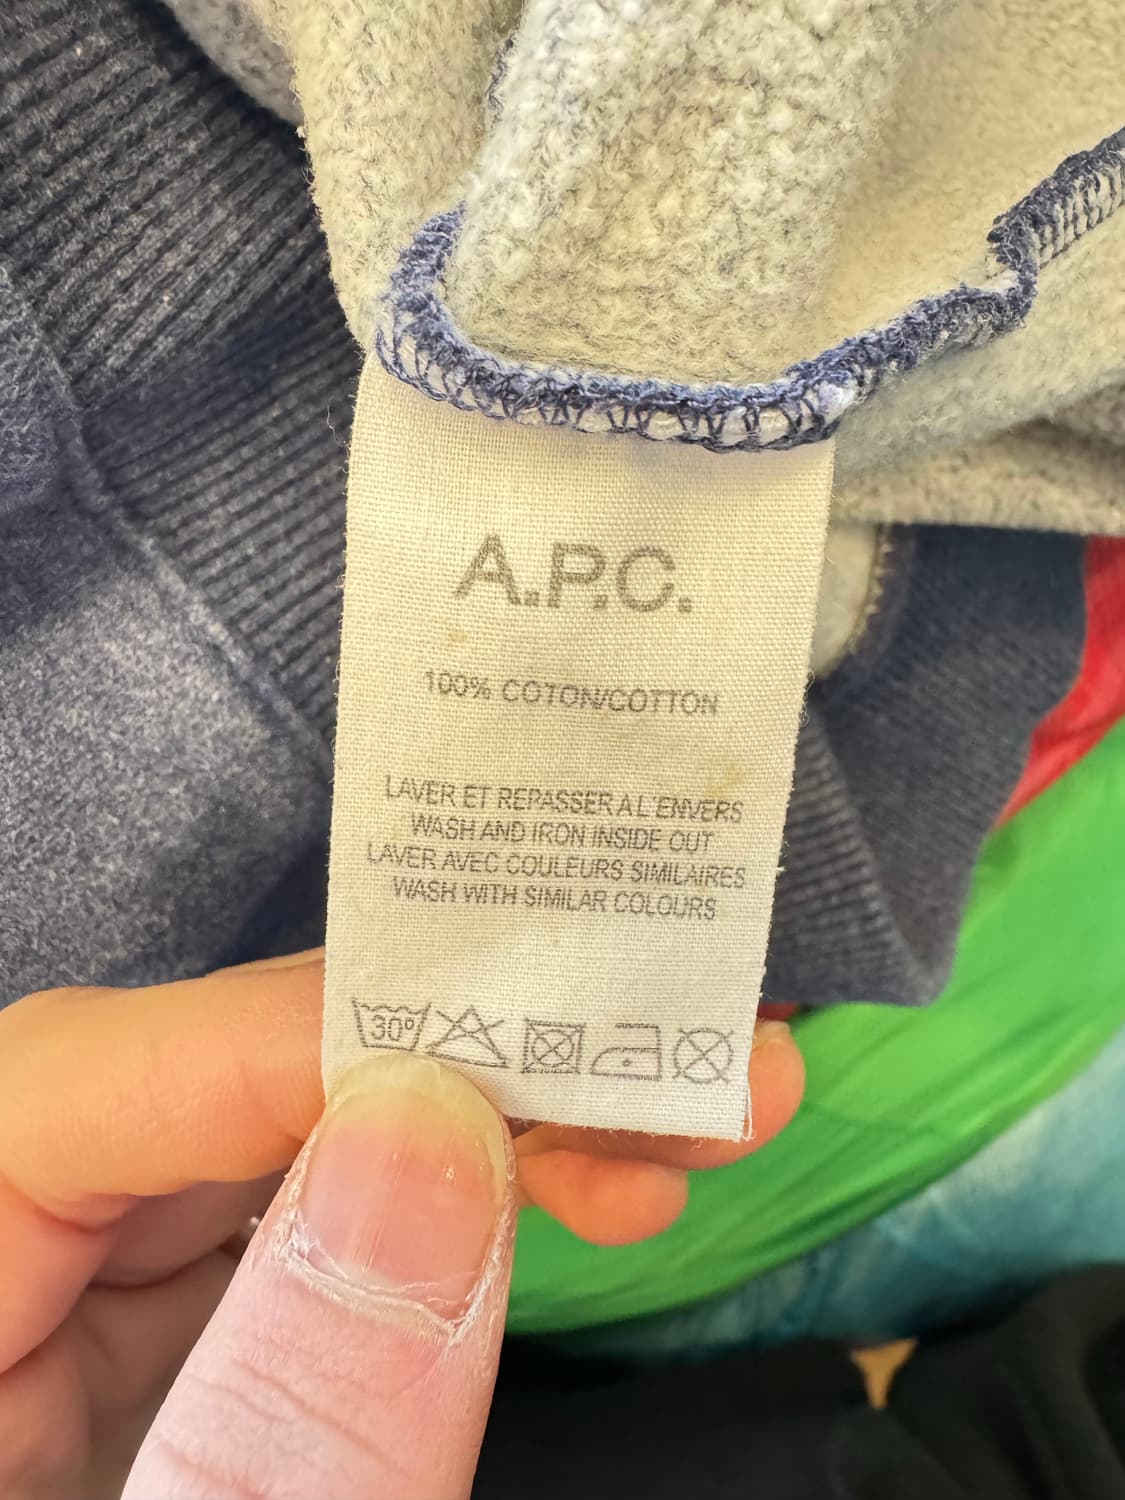 A.P.C.
100% COTON/COTTON
LAVER ET REPASSER A L'ENVERS
WASH AND IRON INSIDE OUT
LAVER AVEC COULEURS SIMILAIRES
WASH WITH SIMILAR COLOURS
30°